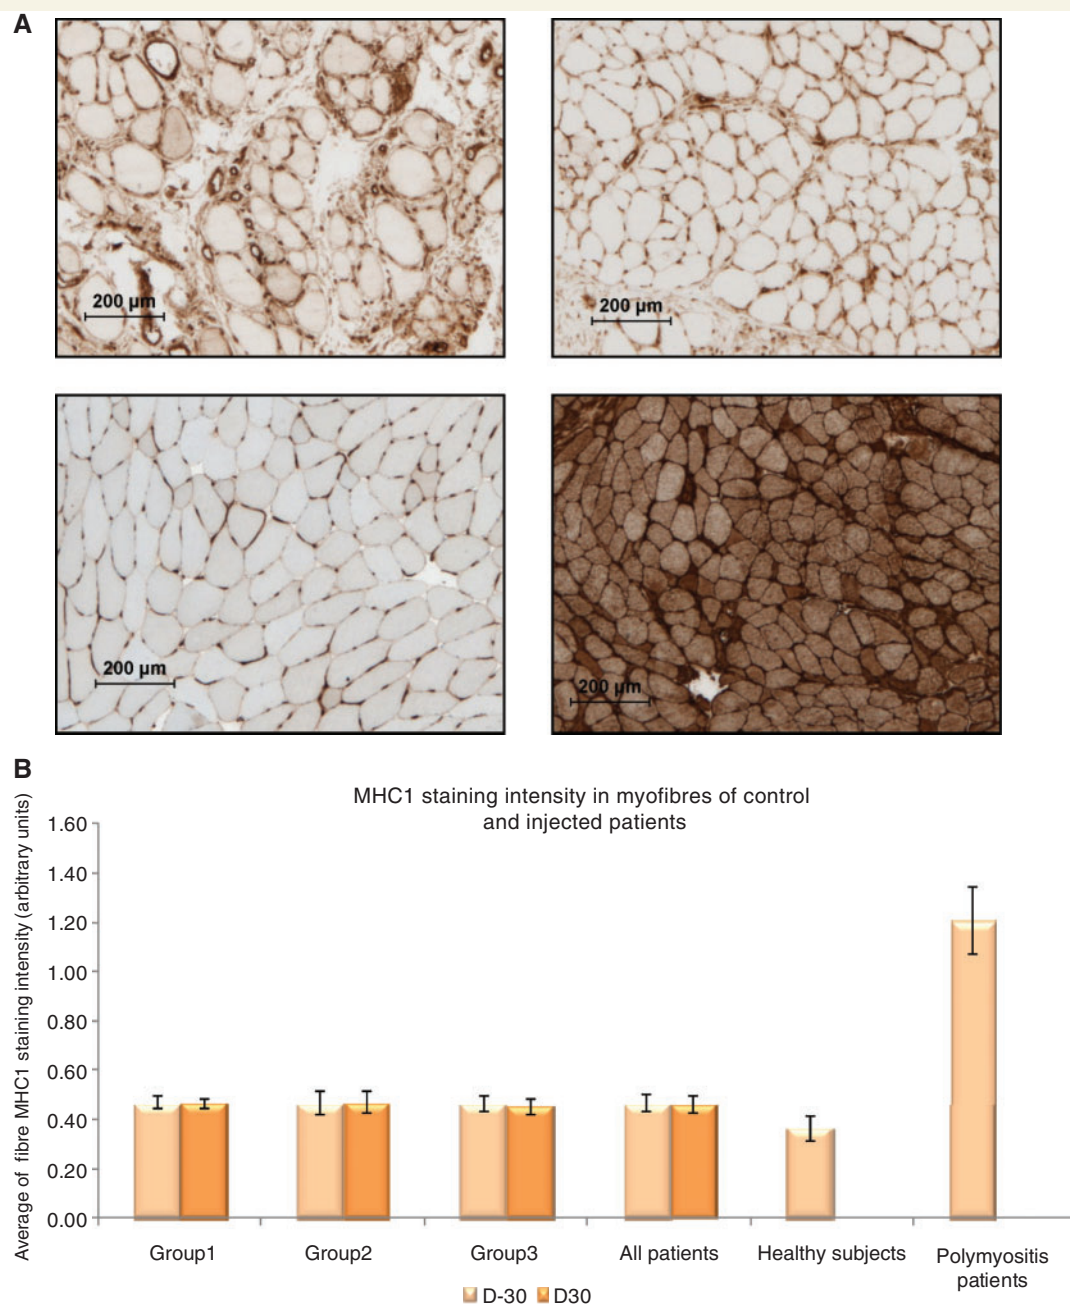 A
200 µm
200 µm
200 µm
200 µm
B
MHC1 staining intensity in myofibres of control
and injected patients
Average of fibre MHC1 staining intensity (arbitrary units)
1.60
1.40
1.20
1.00
0.80
0.60
0.40
0.20
0.00
Group1
Group2
Group3
All patients
Healthy subjects
Polymyositis
patients
D-30
D30